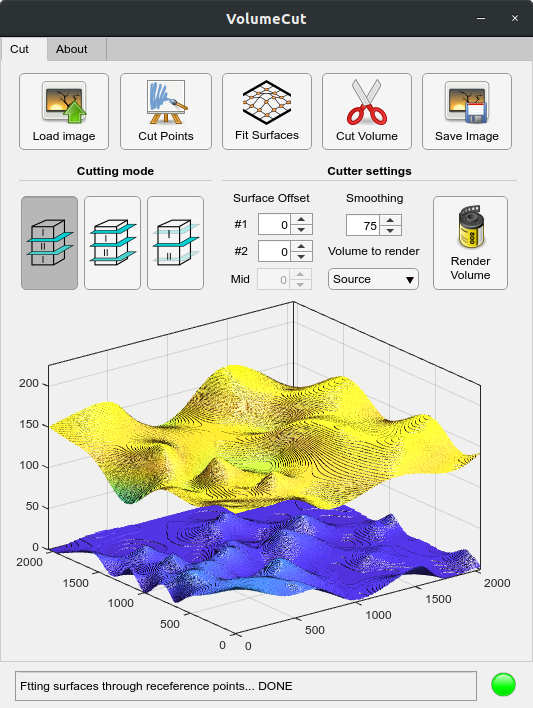 VolumeCut
Cut About
Load image Cut Points Fit Surfaces Cut Volume Save Image
Cutting mode Cutter settings
Surface Offset Smoothing
#1 0 75
#2 0 Volume to render
Mid 0 Source
Render
Volume
I
II
I
II
I
II
800
200
150
100
50
0
2000
1500
1000
500
0
0
500
1000
1500
2000
Ftting surfaces through receference points... DONE